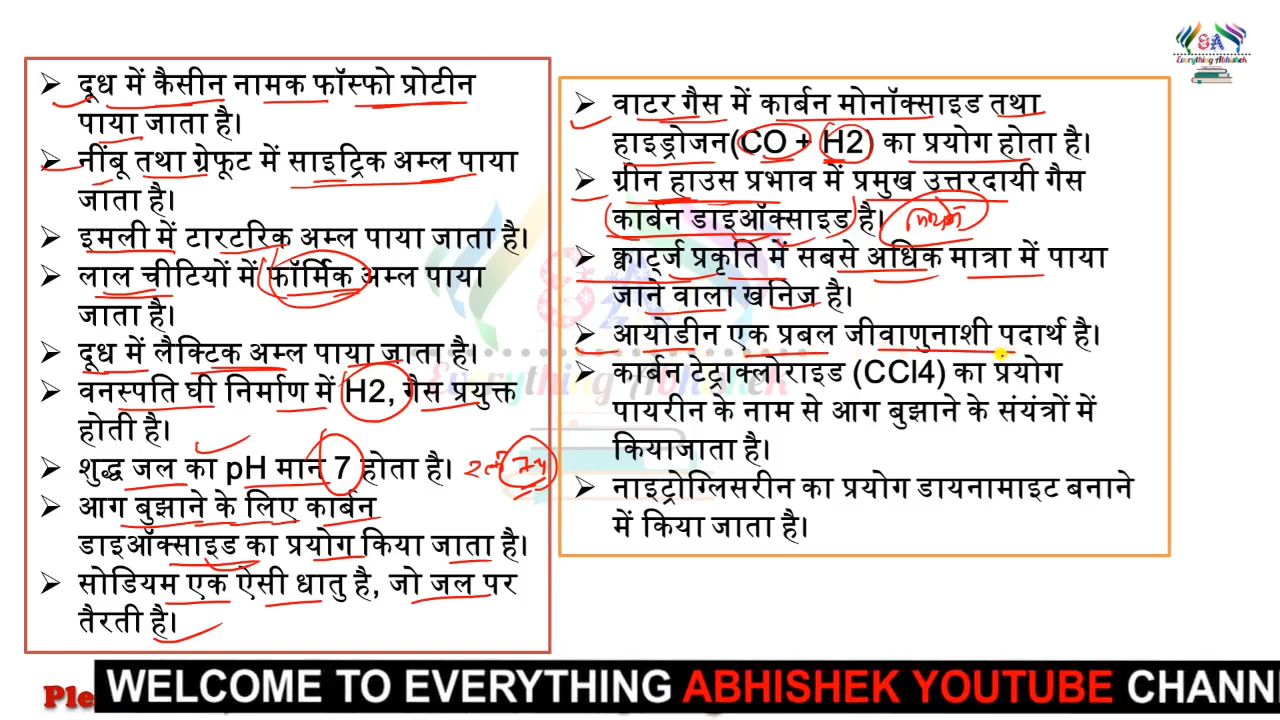 Everything Abhishek
➢ दूध में कैसीन नामक फॉस्फो प्रोटीन
पाया जाता है।
➢ नींबू तथा ग्रेफूट में साइट्रिक अम्ल पाया
जाता है।
➢ इमली में टारटरिक अम्ल पाया जाता है।
➢ लाल चीटियों में फॉर्मिक अम्ल पाया
जाता है।
➢ दूध में लैक्टिक अम्ल पाया जाता है।
➢ वनस्पति घी निर्माण में H2, गैस प्रयुक्त
होती है।
➢ शुद्ध जल का pH मान 7 होता है।
➢ आग बुझाने के लिए कार्बन
डाइऑक्साइड का प्रयोग किया जाता है।
➢ सोडियम एक ऐसी धातु है, जो जल पर
तैरती है।
➢ वाटर गैस में कार्बन मोनॉक्साइड तथा
हाइड्रोजन(CO + H2) का प्रयोग होता है।
➢ ग्रीन हाउस प्रभाव में प्रमुख उत्तरदायी गैस
कार्बन डाइऑक्साइड है।
➢ क्वार्ट्ज प्रकृति में सबसे अधिक मात्रा में पाया
जाने वाला खनिज है।
➢ आयोडीन एक प्रबल जीवाणुनाशी पदार्थ है।
➢ कार्बन टेट्राक्लोराइड (CCl4) का प्रयोग
पायरीन के नाम से आग बुझाने के संयंत्रों में
कियाजाता है।
➢ नाइट्रोग्लिसरीन का प्रयोग डायनामाइट बनाने
में किया जाता है।
Everything Abhishek
Ple
WELCOME TO EVERYTHING ABHISHEK YOUTUBE CHANN